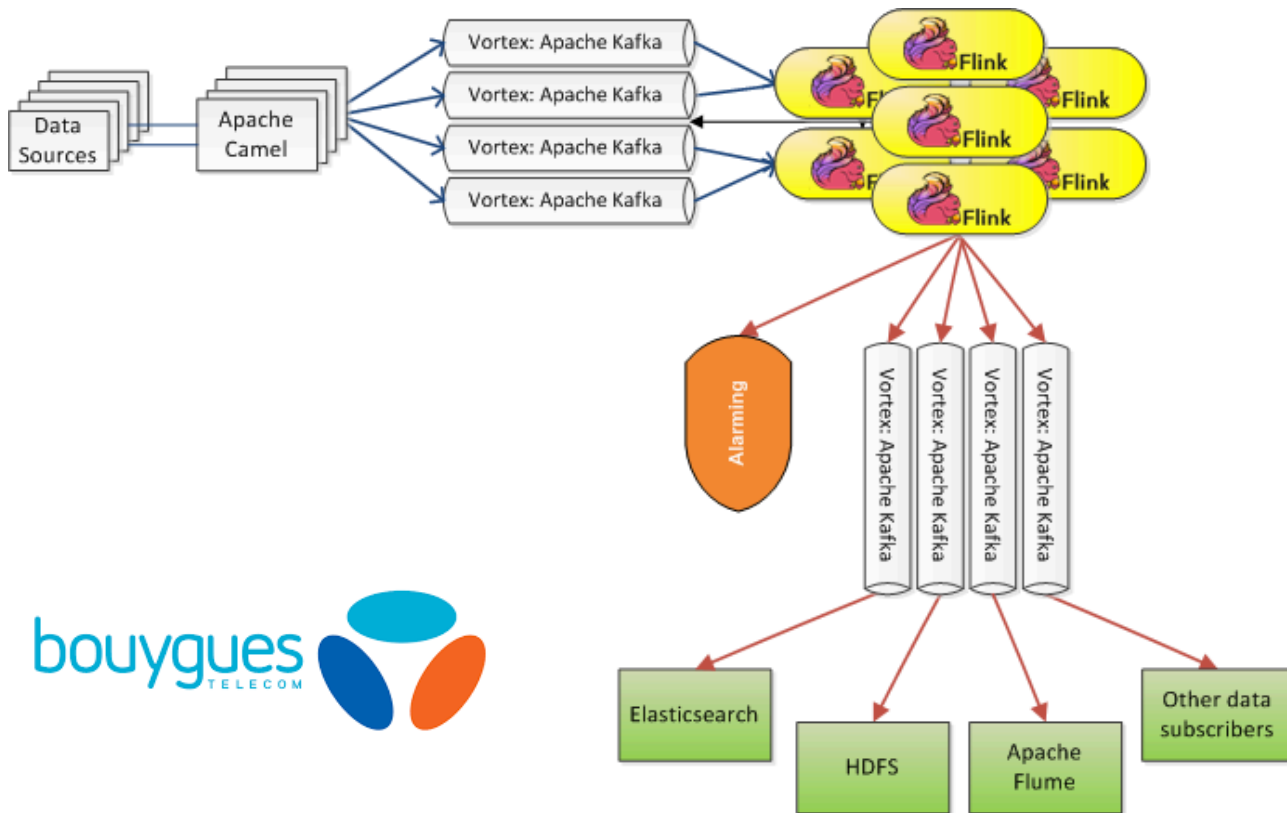 Data
Sources
Apache
Camel
Vortex: Apache Kafka
Vortex: Apache Kafka
Vortex: Apache Kafka
Vortex: Apache Kafka
Flink
Fl
Flink
Flink
Fl
Flink
Flink
Alarming
Vortex: Apache Kafka
Vortex: Apache Kafka
Vortex: Apache Kafka
Vortex: Apache Kafka
bouygues
TELECOM
Elasticsearch
HDFS
Apache
Flume
Other data
subscribers